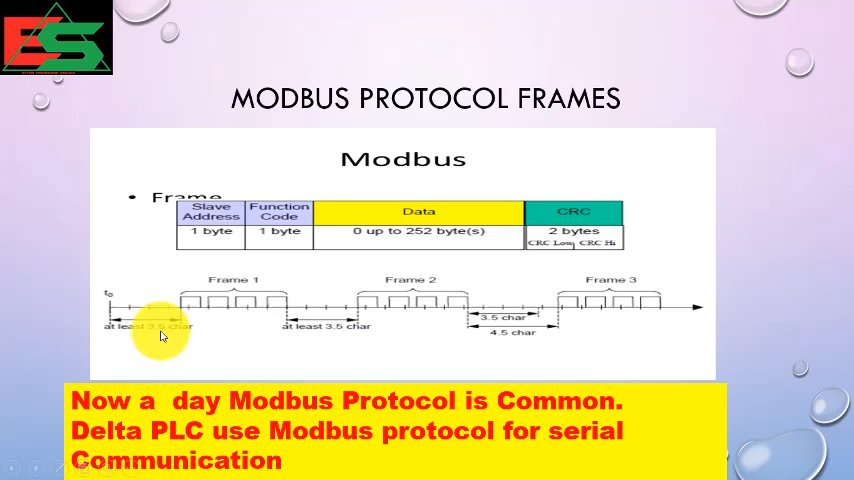 ES
MODBUS PROTOCOL FRAMES
Modbus
• Frame
Slave Address
Function Code
Data
CRC
1 byte
1 byte
0 up to 252 byte(s)
2 bytes
CRC Low
CRC Hi
Frame 1
Frame 2
Frame 3
t₀
at least 3.5 char
at least 3.5 char
3.5 char
4.5 char
Now a day Modbus Protocol is Common.
Delta PLC use Modbus protocol for serial
Communication